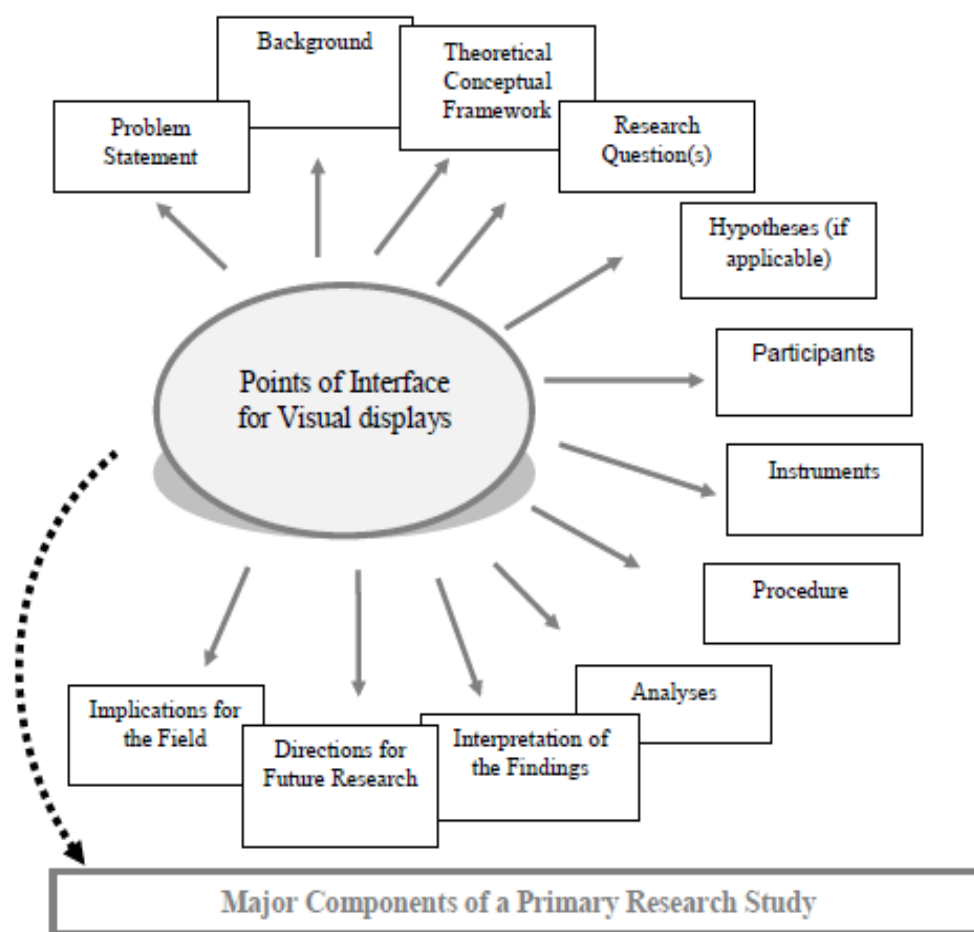 Background
Theoretical
Conceptual
Framework
Problem
Statement
Research
Question(s)
Hypotheses (if
applicable)
Points of Interface
for Visual displays
Participants
Instruments
Procedure
Analyses
Implications for
the Field
Directions for
Future Research
Interpretation of
the Findings
Major Components of a Primary Research Study